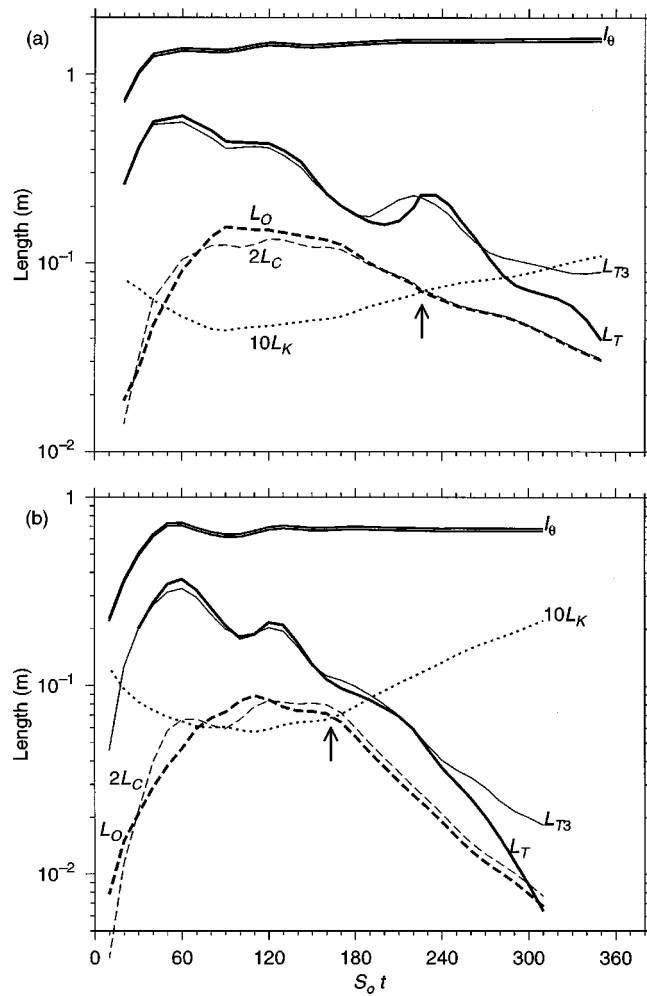 (a)
1
10⁻¹
10⁻²
Length (m)
l_θ
L_O
2L_C
10L_K
L_T3
L_T
(b)
1
10⁻¹
10⁻²
Length (m)
l_θ
10L_K
2L_C
L_O
L_T3
L_T
0 60 120 180 240 300 360
S_o t